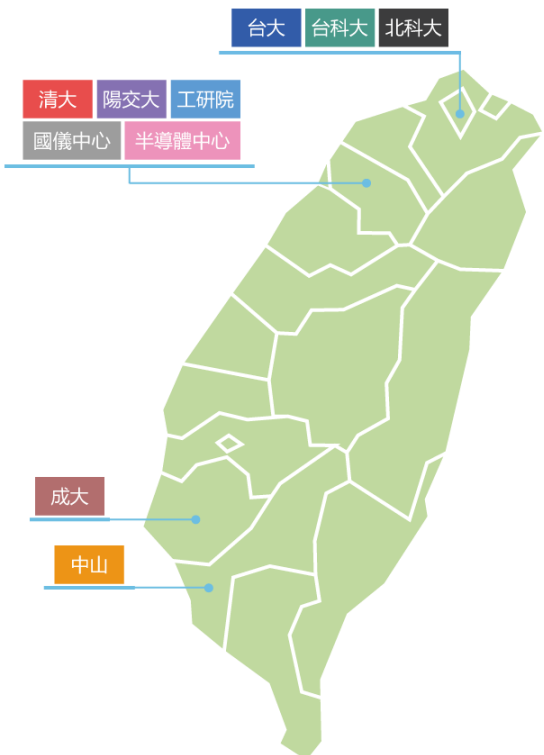 台大 台科大 北科大
清大 陽交大 工研院
國儀中心 半導體中心
成大
中山